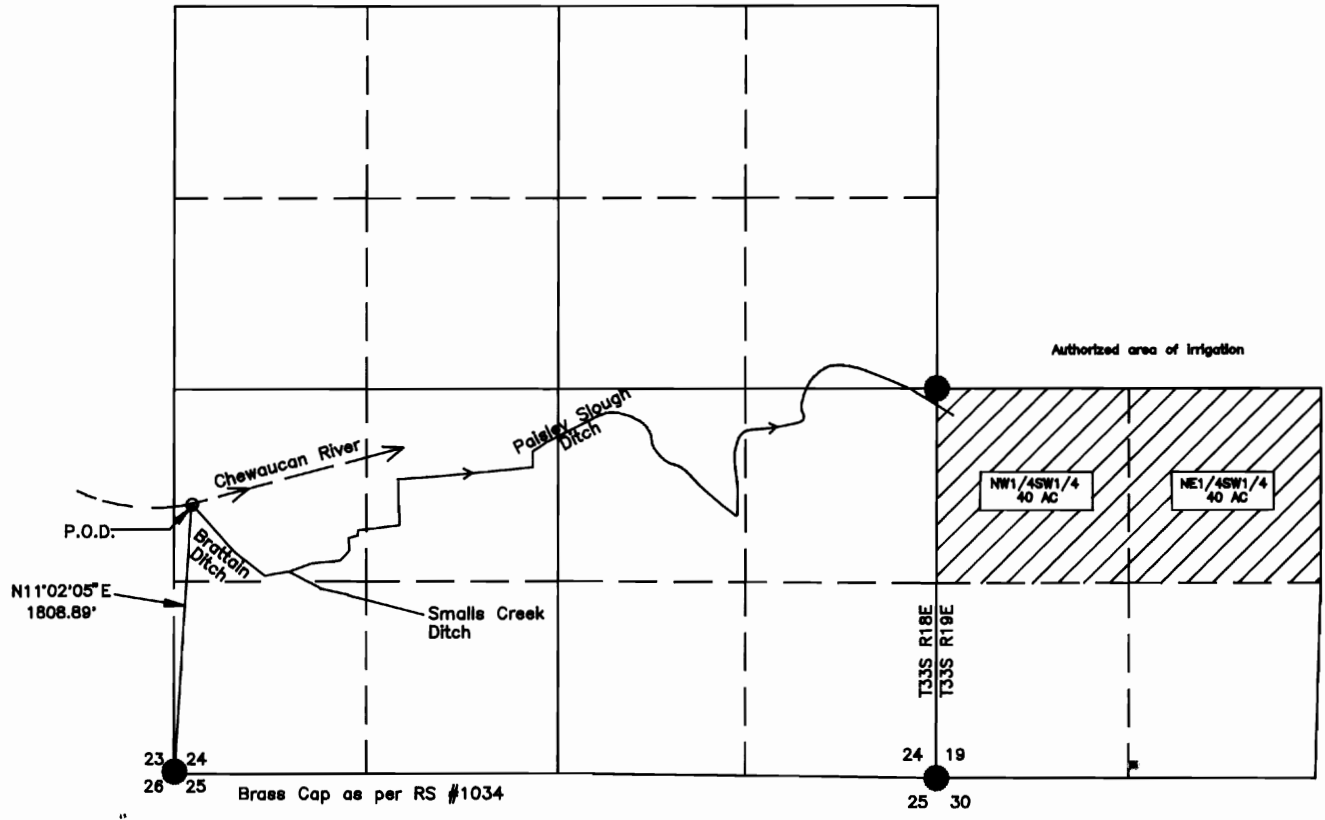 Authorized area of irrigation
Paisley Slough
Ditch
Chewaucan River
NW1/4SW1/4
40 AC
NE1/4SW1/4
40 AC
P.O.D.
Brattain
Ditch
N11°02'05"E
1808.89'
Smalls Creek
Ditch
T33S R18E
T33S R19E
23 24
26 25
24 19
25 30
Brass Cap as per RS #1034